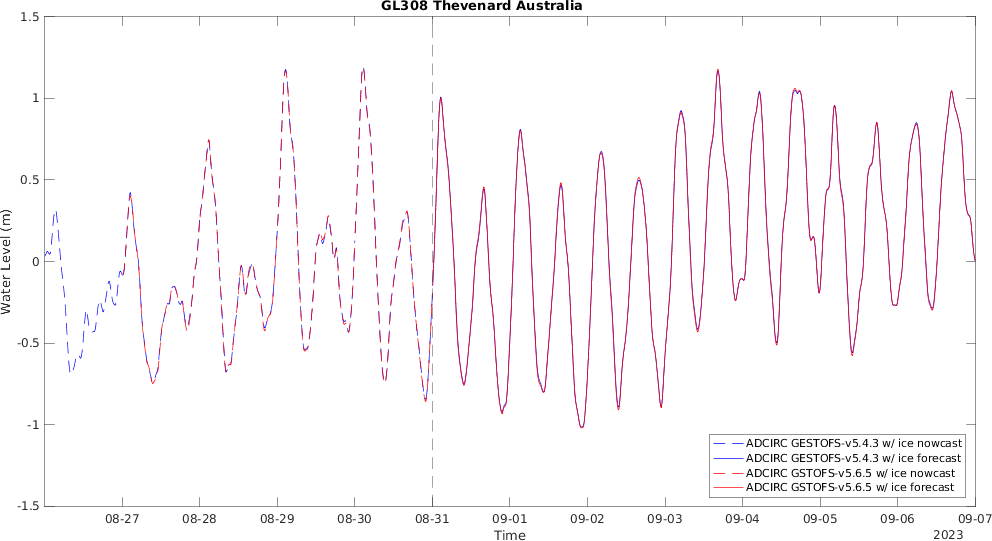 GL308 Thevenard Australia
1.5
1
0.5
0
-0.5
-1
-1.5
Water Level (m)
08-27 08-28 08-29 08-30 08-31 09-01 09-02 09-03 09-04 09-05 09-06 09-07
Time
2023
ADCIRC GESTOFS-v5.4.3 w/ ice nowcast
ADCIRC GESTOFS-v5.4.3 w/ ice forecast
ADCIRC GSTOFS-v5.6.5 w/ ice nowcast
ADCIRC GSTOFS-v5.6.5 w/ ice forecast